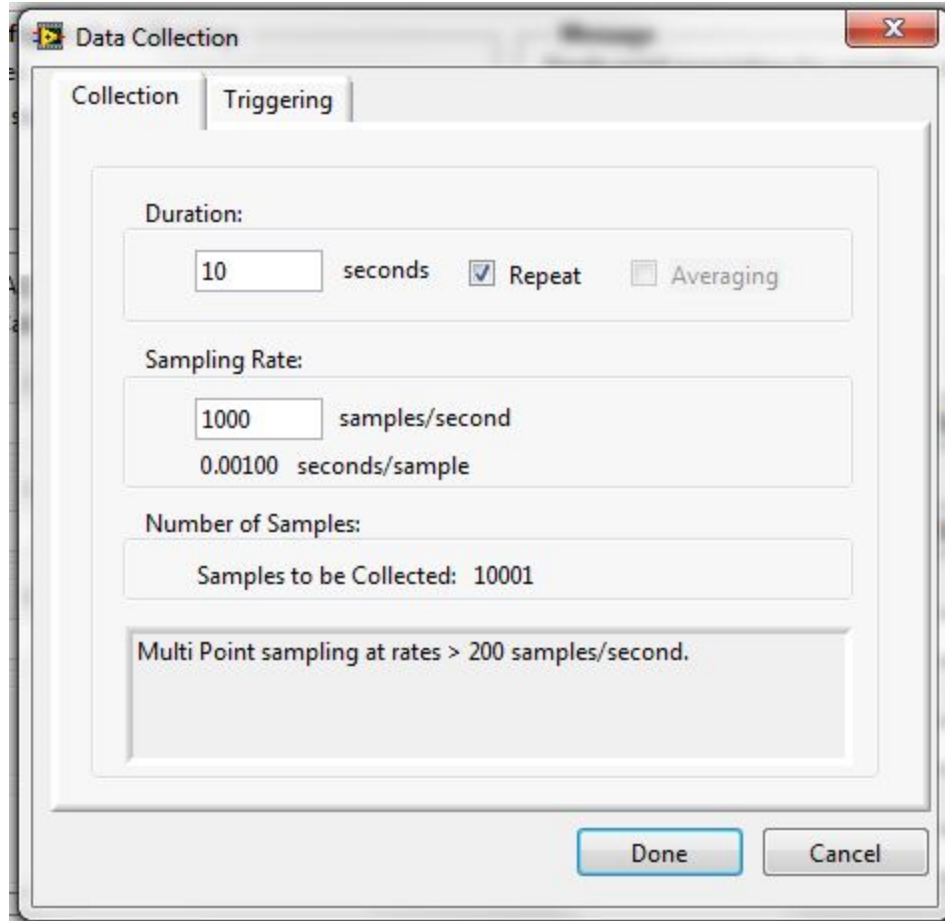 Data Collection
Collection Triggering
Duration:
10 seconds Repeat Averaging
Sampling Rate:
1000 samples/second
0.00100 seconds/sample
Number of Samples:
Samples to be Collected: 10001
Multi Point sampling at rates > 200 samples/second.
Done Cancel